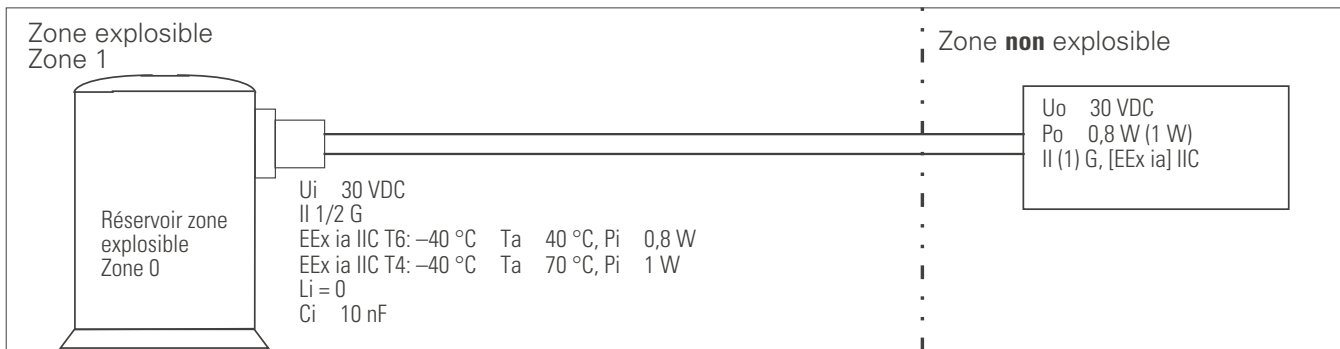 Zone explosible
Zone 1
Zone non explosible
Uo 30 VDC
Po 0,8 W (1 W)
II (1) G, [EEx ia] IIC
Ui 30 VDC
II 1/2 G
EEx ia IIC T6: –40 °C Ta 40 °C, Pi 0,8 W
EEx ia IIC T4: –40 °C Ta 70 °C, Pi 1 W
Li = 0
Ci 10 nF
Réservoir zone
explosible
Zone 0